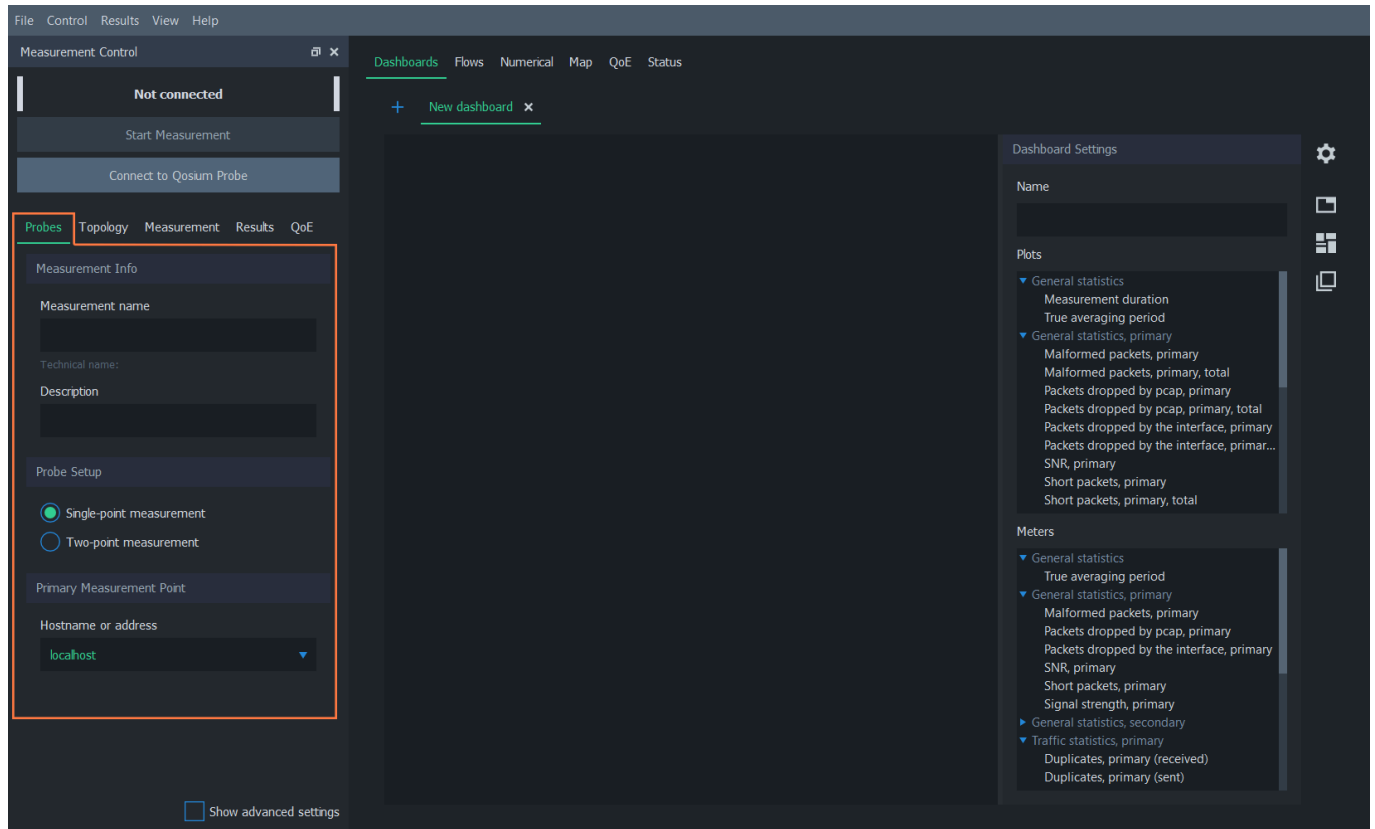 File Control Results View Help
Measurement Control
Not connected
Start Measurement
Connect to Qosium Probe
Probes Topology Measurement Results QoE
Measurement Info
Measurement name
Technical name:
Description
Probe Setup
Single-point measurement
Two-point measurement
Primary Measurement Point
Hostname or address
localhost
Show advanced settings
Dashboards Flows Numerical Map QoE Status
+ New dashboard ×
Dashboard Settings
Name
Plots
General statistics
Measurement duration
True averaging period
General statistics, primary
Malformed packets, primary
Malformed packets, primary, total
Packets dropped by pcap, primary
Packets dropped by pcap, primary, total
Packets dropped by the interface, primary
Packets dropped by the interface, primar...
SNR, primary
Short packets, primary
Short packets, primary, total
Meters
General statistics
True averaging period
General statistics, primary
Malformed packets, primary
Packets dropped by pcap, primary
Packets dropped by the interface, primary
SNR, primary
Short packets, primary
Signal strength, primary
General statistics, secondary
Traffic statistics, primary
Duplicates, primary (received)
Duplicates, primary (sent)